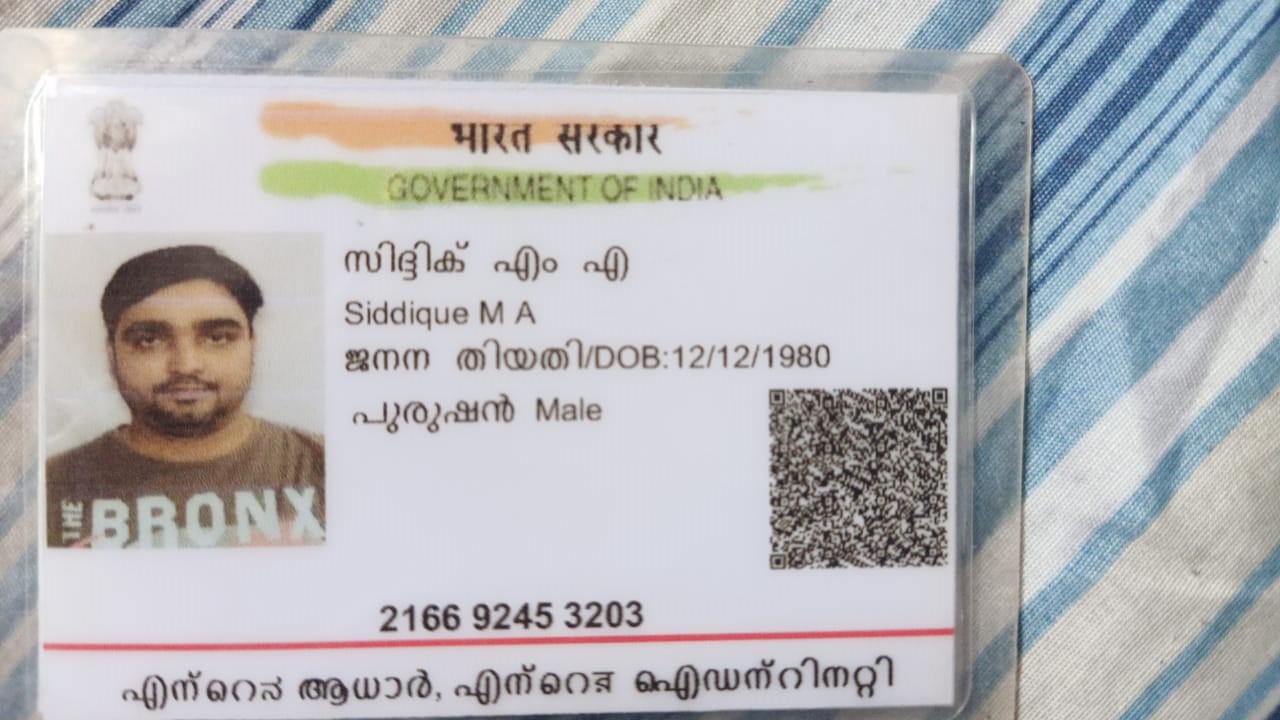 भारत सरकार
GOVERNMENT OF INDIA
സിദ്ദിക് എം എ
Siddique M A
ജനന തിയതി/DOB:12/12/1980
പുരുഷൻ Male
THE BRONX
2166 9245 3203
എന്റെ ആധാർ, എന്റെ ഐഡന്റിനറ്റി